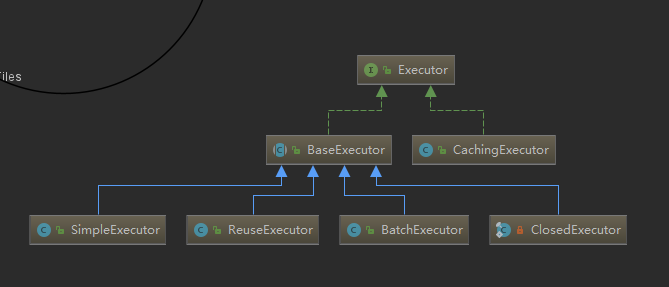 Executor
Files
BaseExecutor
CachingExecutor
SimpleExecutor
ReuseExecutor
BatchExecutor
ClosedExecutor